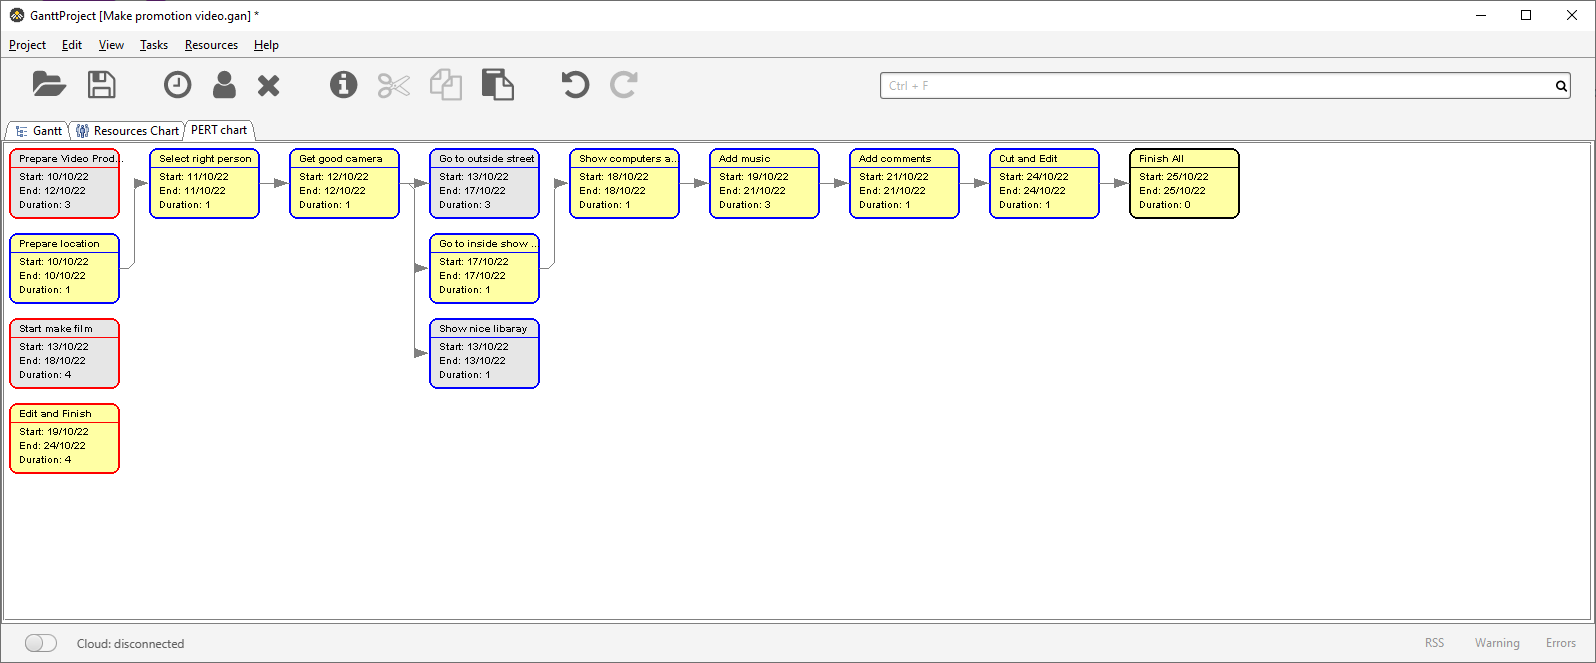 GanttProject [Make promotion video.gan] *
Project Edit View Tasks Resources Help
Ctrl + F
Gantt Resources Chart PERT chart
Prepare Video Prod...
Start: 10/10/22
End: 12/10/22
Duration: 3
Select right person
Start: 11/10/22
End: 11/10/22
Duration: 1
Get good camera
Start: 12/10/22
End: 12/10/22
Duration: 1
Go to outside street
Start: 13/10/22
End: 17/10/22
Duration: 3
Show computers a...
Start: 18/10/22
End: 18/10/22
Duration: 1
Add music
Start: 19/10/22
End: 21/10/22
Duration: 3
Add comments
Start: 21/10/22
End: 21/10/22
Duration: 1
Cut and Edit
Start: 24/10/22
End: 24/10/22
Duration: 1
Finish All
Start: 25/10/22
End: 25/10/22
Duration: 0
Prepare location
Start: 10/10/22
End: 10/10/22
Duration: 1
Go to inside show ...
Start: 17/10/22
End: 17/10/22
Duration: 1
Start make film
Start: 13/10/22
End: 18/10/22
Duration: 4
Show nice libaray
Start: 13/10/22
End: 13/10/22
Duration: 1
Edit and Finish
Start: 19/10/22
End: 24/10/22
Duration: 4
Cloud: disconnected
RSS Warning Errors